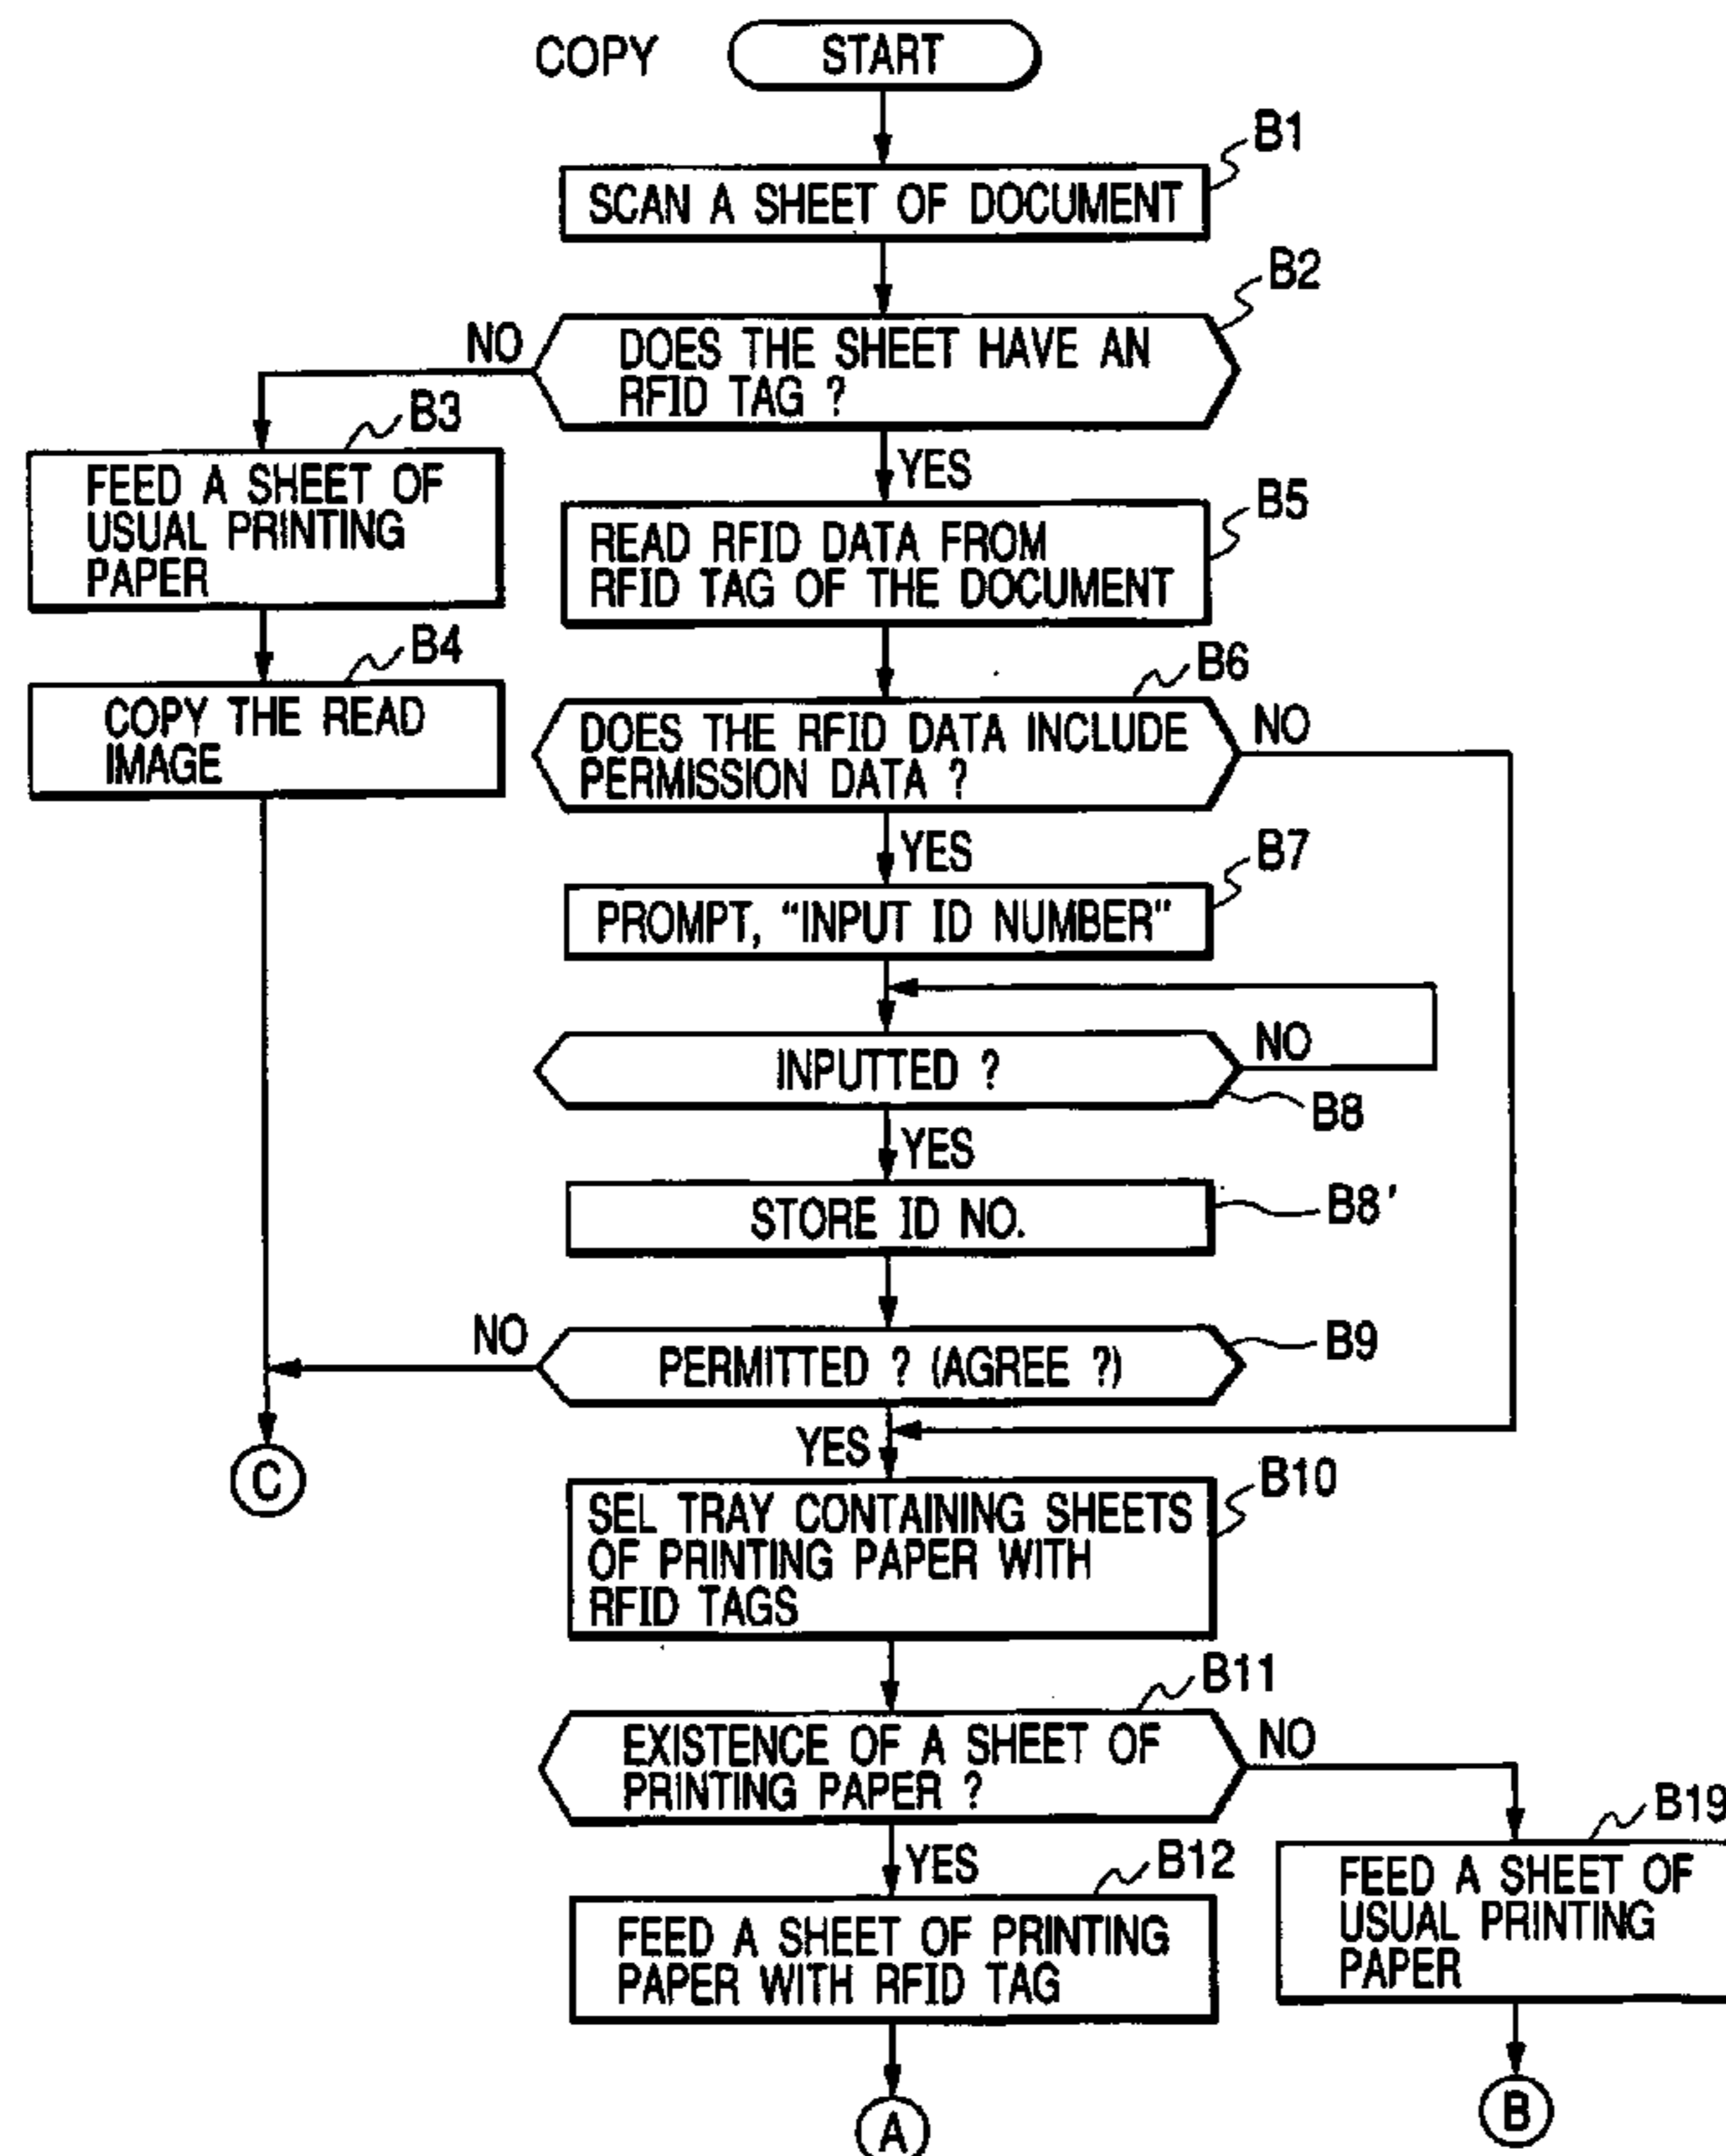 COPY
START
B1
SCAN A SHEET OF DOCUMENT
B2
NO
DOES THE SHEET HAVE AN
RFID TAG ?
B3
YES
FEED A SHEET OF
USUAL PRINTING
PAPER
B5
READ RFID DATA FROM
RFID TAG OF THE DOCUMENT
B4
COPY THE READ
IMAGE
B6
DOES THE RFID DATA INCLUDE
PERMISSION DATA ?
NO
YES
B7
PROMPT, “INPUT ID NUMBER”
INPUTTED ?
NO
B8
YES
STORE ID NO.
B8'
NO
PERMITTED ? (AGREE ?)
B9
YES
C
B10
SEL TRAY CONTAINING SHEETS
OF PRINTING PAPER WITH
RFID TAGS
B11
EXISTENCE OF A SHEET OF
PRINTING PAPER ?
NO
B19
YES
B12
FEED A SHEET OF PRINTING
PAPER WITH RFID TAG
FEED A SHEET OF
USUAL PRINTING
PAPER
A
B